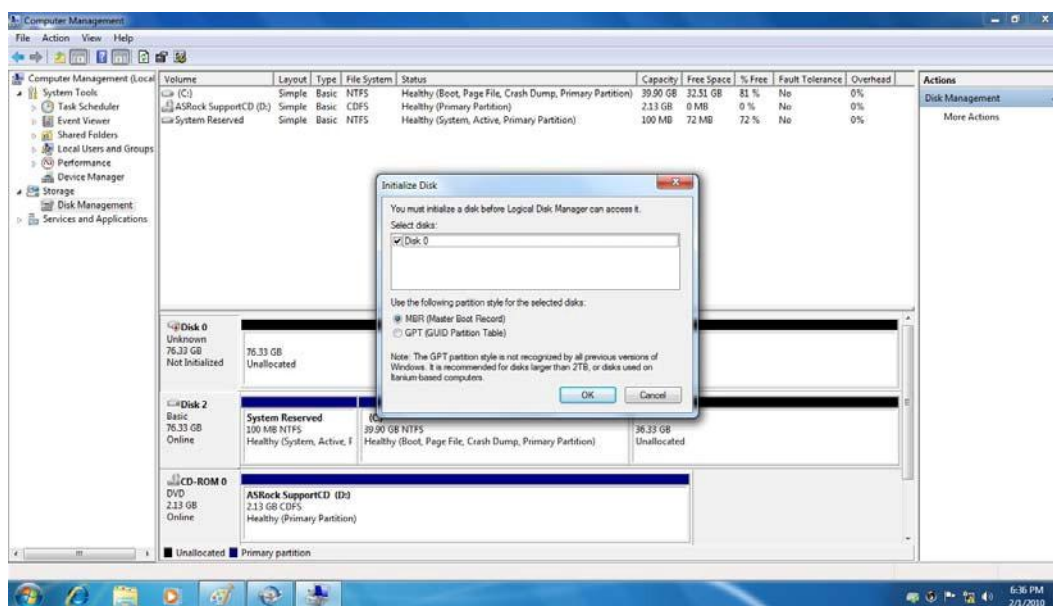 Computer Management
File Action View Help
Computer Management (Local
System Tools
Task Scheduler
Event Viewer
Shared Folders
Local Users and Groups
Performance
Device Manager
Storage
Disk Management
Services and Applications
Volume Layout Type File System Status Capacity Free Space % Free Fault Tolerance Overhead
(C:) Simple Basic NTFS Healthy (Boot, Page File, Crash Dump, Primary Partition) 39.90 GB 32.51 GB 81 % No 0%
ASRock SupportCD (D:) Simple Basic CDFS Healthy (Primary Partition) 2.13 GB 0 MB 0 % No 0%
System Reserved Simple Basic NTFS Healthy (System, Active, Primary Partition) 100 MB 72 MB 72 % No 0%
Actions
Disk Management
More Actions
Initialize Disk
You must initialize a disk before Logical Disk Manager can access it.
Select disks:
Disk 0
Use the following partition style for the selected disks:
MBR (Master Boot Record)
GPT (GUID Partition Table)
Note: The GPT partition style is not recognized by all previous versions of
Windows. It is recommended for disks larger than 2TB, or disks used on
Itanium-based computers.
OK Cancel
Disk 0
Unknown
76.33 GB
Not Initialized
76.33 GB
Unallocated
Disk 2
Basic
76.33 GB
Online
System Reserved
100 MB NTFS
Healthy (System, Active, F
(C:
39.90 GB NTFS
Healthy (Boot, Page File, Crash Dump, Primary Partition)
36.33 GB
Unallocated
CD-ROM 0
DVD
2.13 GB
Online
ASRock SupportCD (D:)
2.13 GB CDFS
Healthy (Primary Partition)
Unallocated Primary partition
6:36 PM
2/1/2010